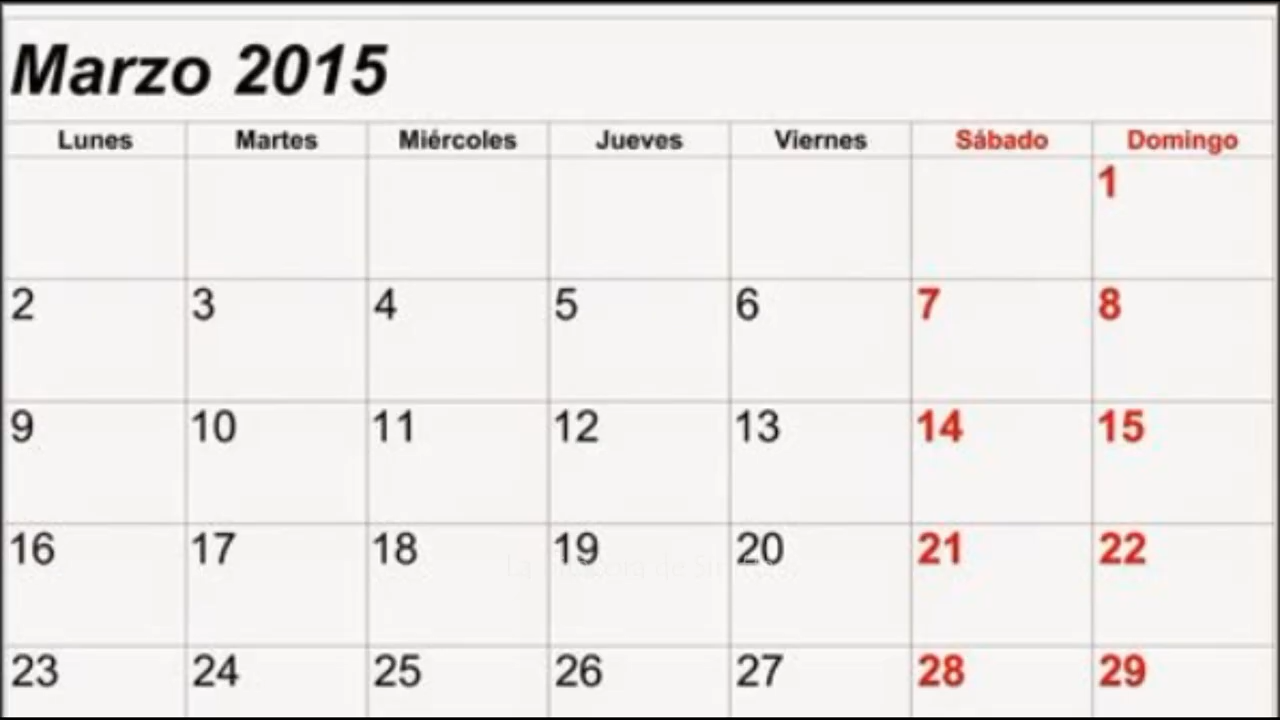 Marzo 2015
Lunes Martes Miércoles Jueves Viernes Sábado Domingo
1
2 3 4 5 6 7 8
9 10 11 12 13 14 15
16 17 18 19 20 21 22
23 24 25 26 27 28 29